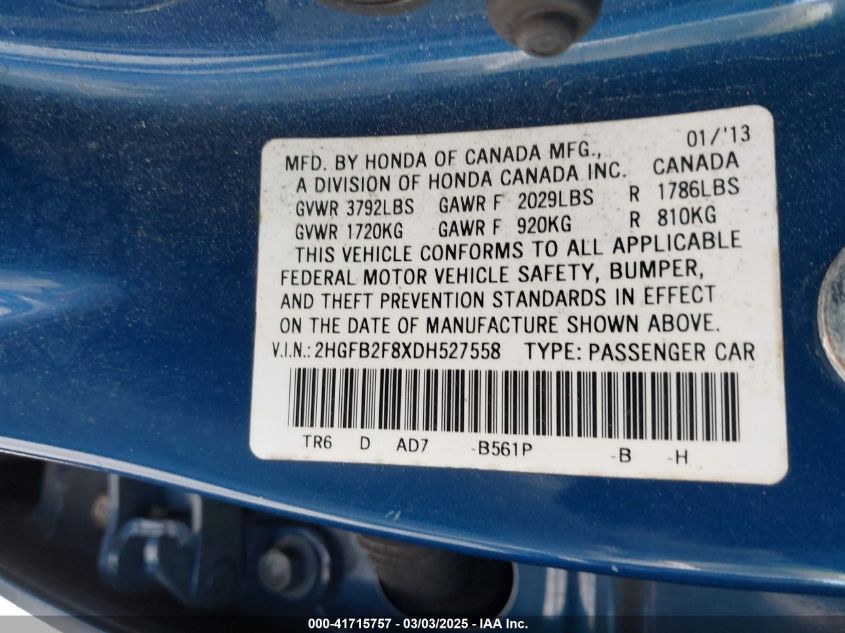 01/'13
MFD. BY HONDA OF CANADA MFG.,
A DIVISION OF HONDA CANADA INC. CANADA
GVWR 3792LBS GAWR F 2029LBS R 1786LBS
GVWR 1720KG GAWR F 920KG R 810KG
THIS VEHICLE CONFORMS TO ALL APPLICABLE
FEDERAL MOTOR VEHICLE SAFETY, BUMPER,
AND THEFT PREVENTION STANDARDS IN EFFECT
ON THE DATE OF MANUFACTURE SHOWN ABOVE.
V.I.N.: 2HGFB2F8XDH527558 TYPE: PASSENGER CAR
TR6 D AD7 -B561P -B -H
000-41715757 - 03/03/2025 - IAA Inc.